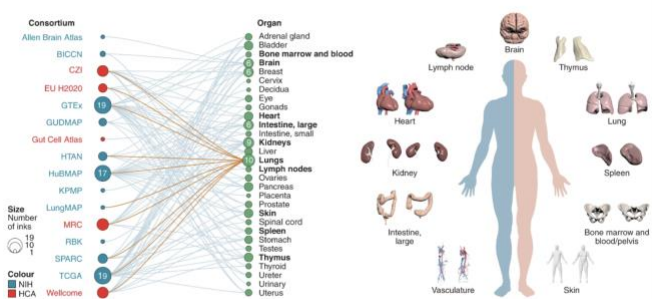 Consortium
Allen Brain Atlas
BICCN
CZI
EU H2020
GTEx
19
GUDMAP
Gut Cell Atlas
HTAN
HuBMAP
17
KPMP
LungMAP
MRC
RBK
SPARC
TCGA
19
Wellcome
Size
Number
of inks
19
10
1
Colour
NIH
HCA
Organ
Adrenal gland
Bladder
Bone marrow and blood
Brain
Breast
Cervix
Decidua
Eye
Gonads
Heart
Intestine, large
Intestine, small
Kidneys
Liver
Lungs
Lymph nodes
Ovaries
Pancreas
Placenta
Prostate
Skin
Spinal cord
Spleen
Stomach
Testes
Thymus
Thyroid
Ureter
Urinary
Uterus
Brain
Lymph node
Thymus
Heart
Lung
Kidney
Spleen
Intestine,
large
Bone marrow and
blood/pelvis
Vasculature
Skin